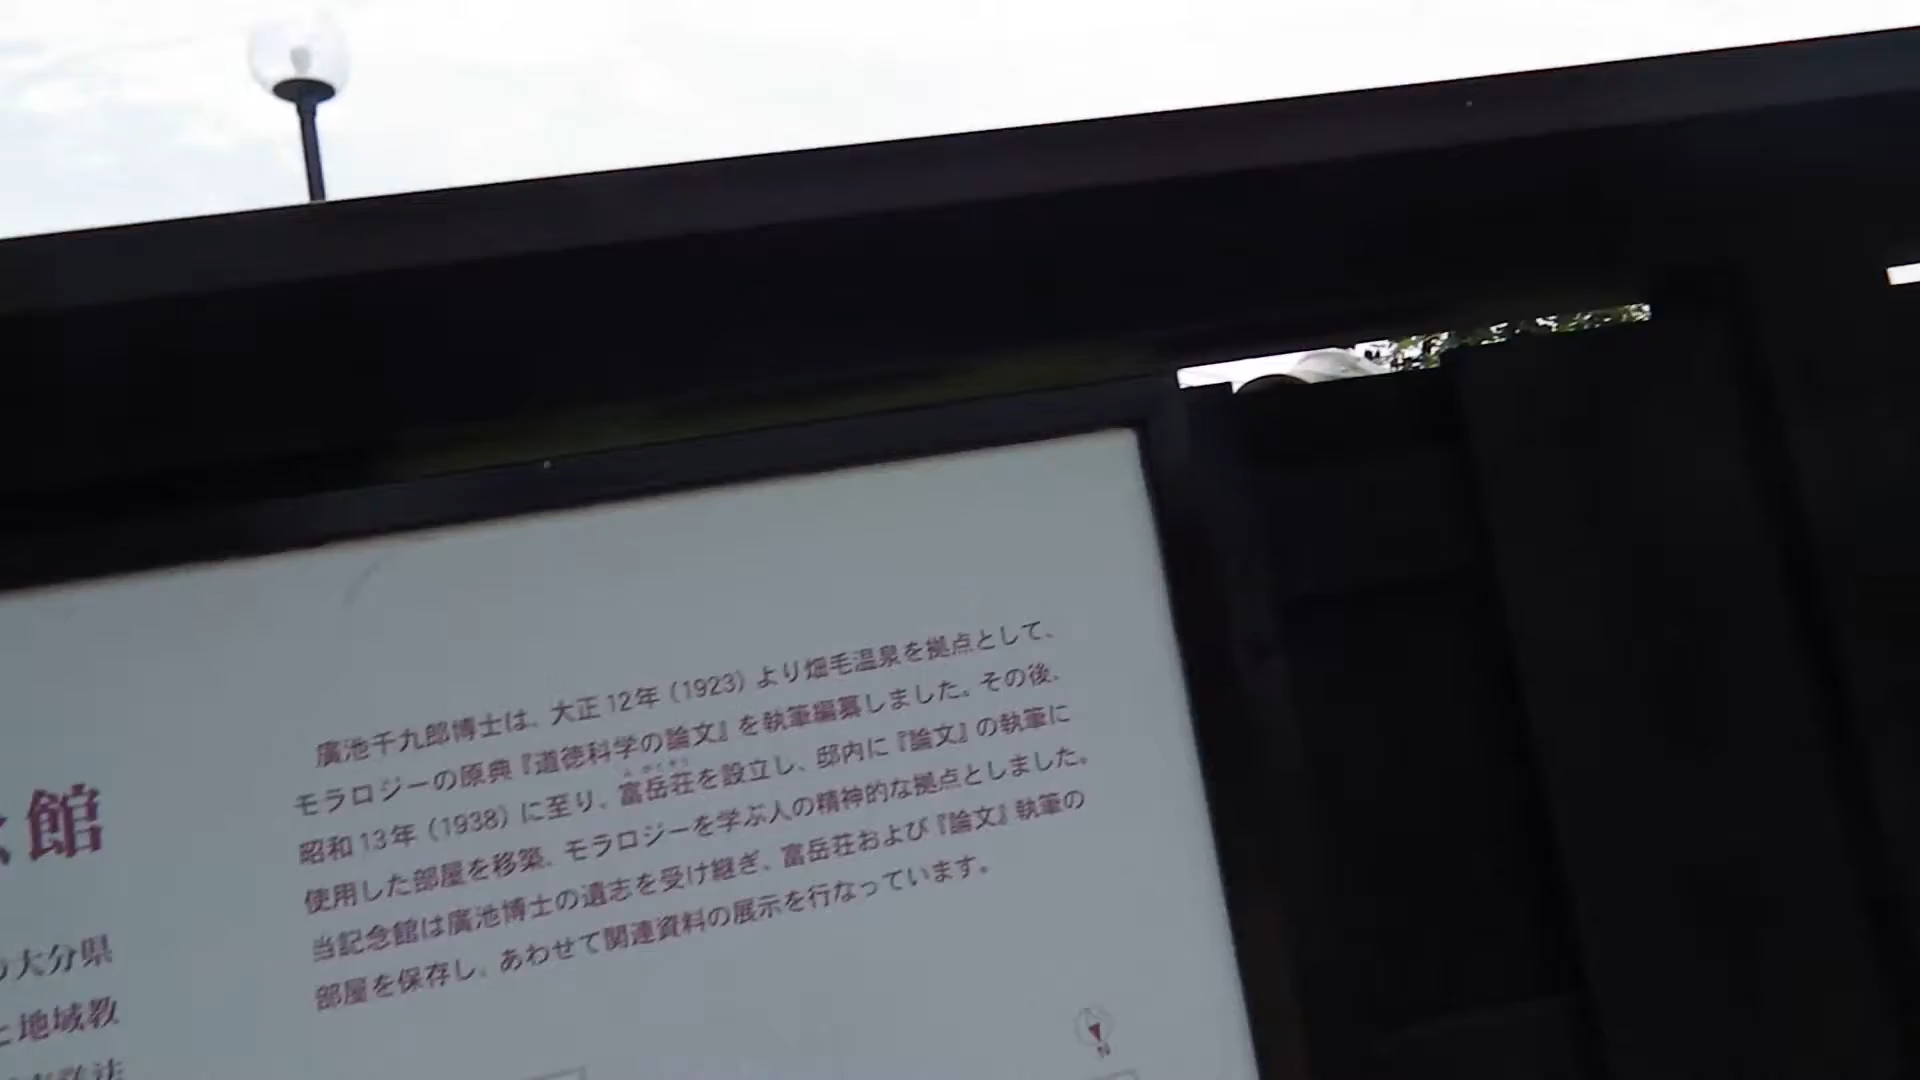 館
大分県
地域教
廣池千九郎博士は、大正12年（1923）より畑毛温泉を拠点として、
モラロジーの原典『道徳科学の論文』を執筆編纂しました。その後、
昭和13年（1938）に至り、富岳荘を設立し、邸内に『論文』の執筆に
使用した部屋を移築、モラロジーを学ぶ人の精神的な拠点としました。
当記念館は廣池博士の遺志を受け継ぎ、富岳荘および『論文』執筆の
部屋を保存し、あわせて関連資料の展示を行なっています。
N